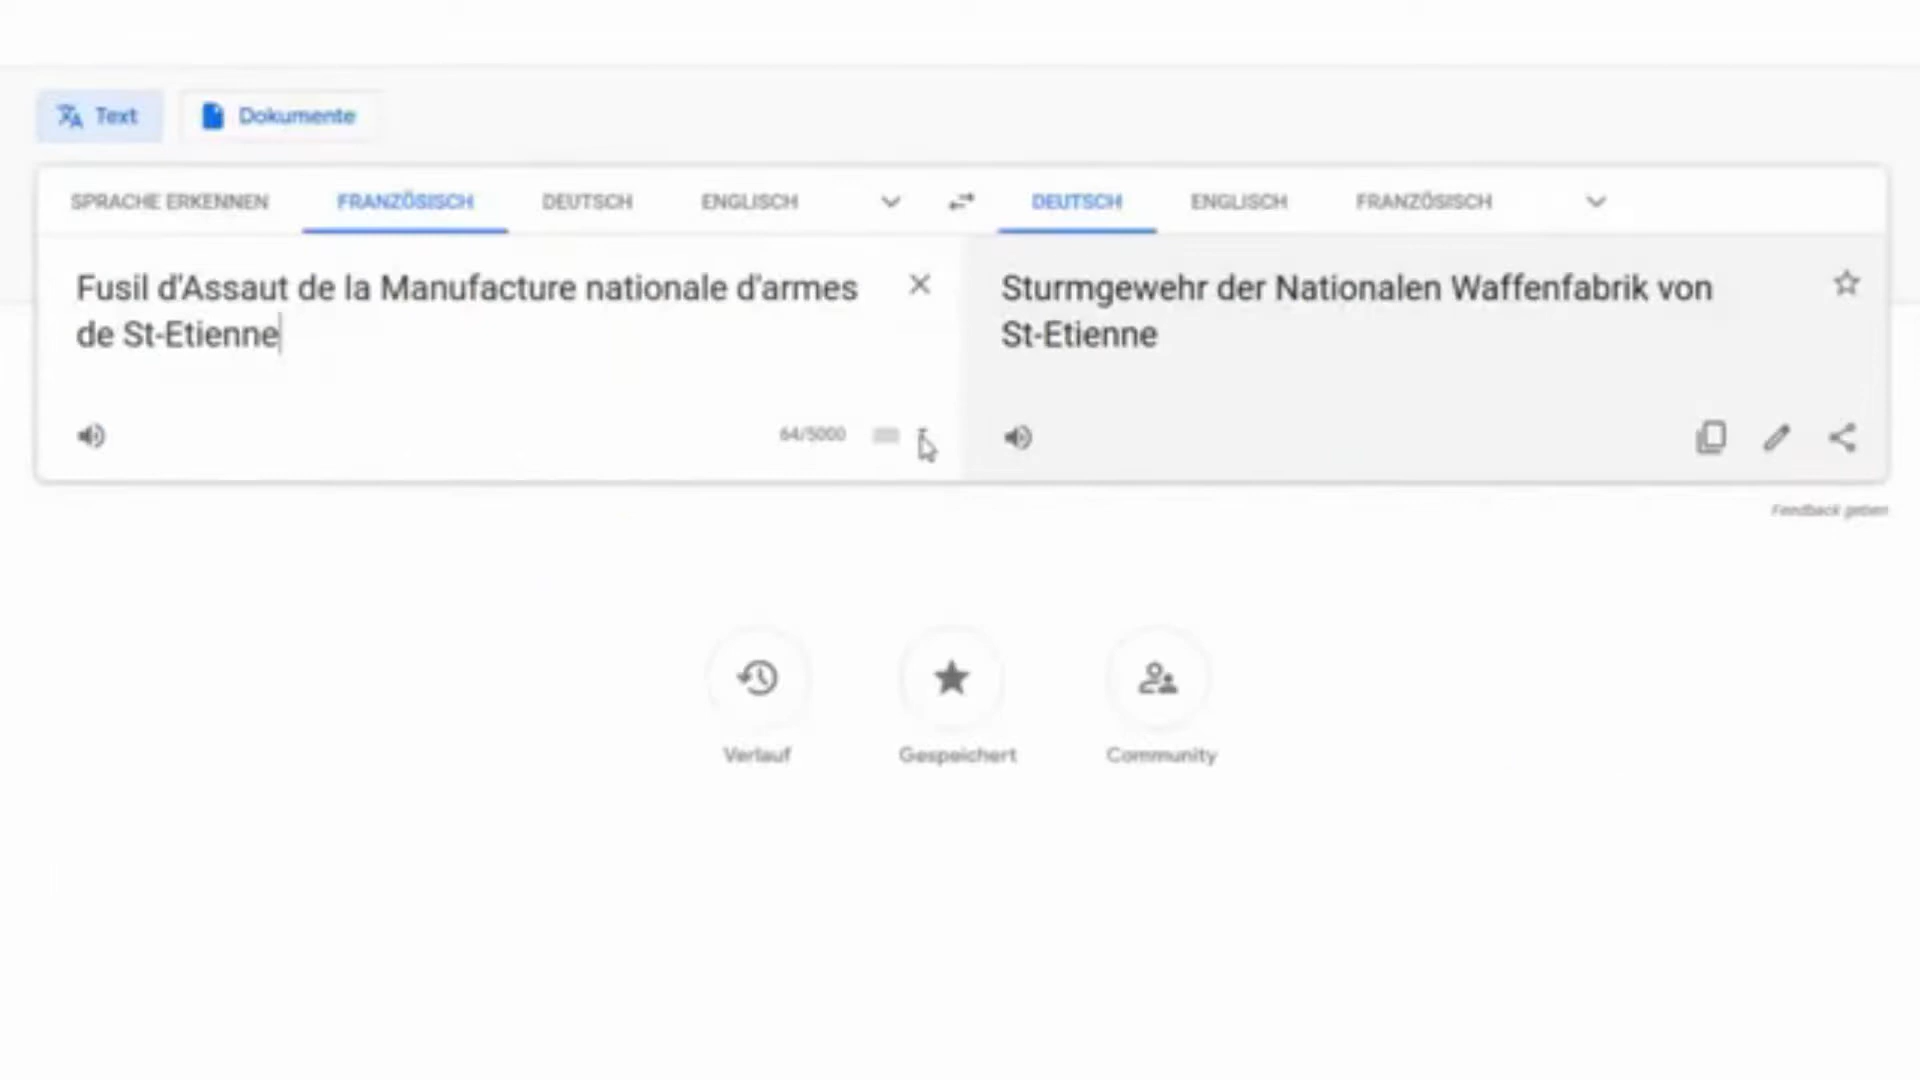 Text
Dokumente
SPRACHE ERKENNEN FRANZÖSISCH DEUTSCH ENGLISCH DEUTSCH ENGLISCH FRANZÖSISCH
Fusil d'Assaut de la Manufacture nationale d'armes
de St-Etienne
Sturmgewehr der Nationalen Waffenfabrik von
St-Etienne
64/5000
Feedback geben
Verlauf
Gespeichert
Community